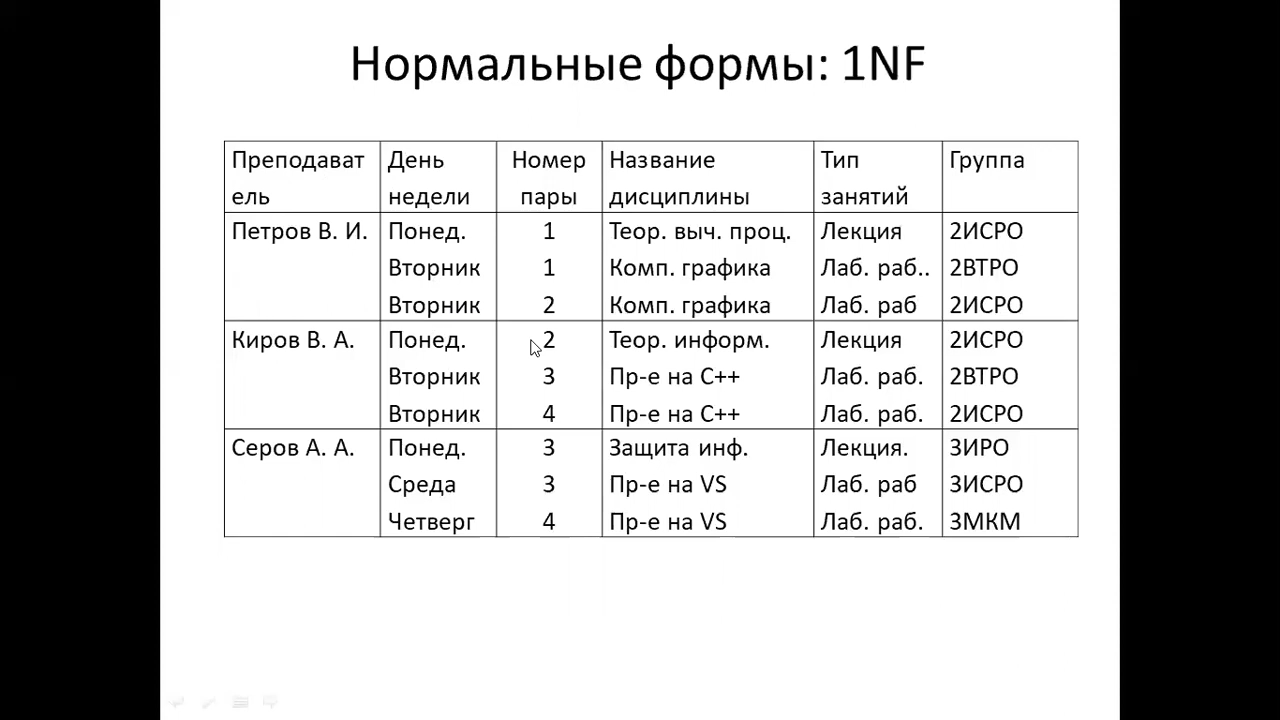 Нормальные формы: 1NF
Преподават День Номер Название Тип Группа
ель недели пары дисциплины занятий
Петров В. И. Понед. 1 Теор. выч. проц. Лекция 2ИСРО
Вторник 1 Комп. графика Лаб. раб.. 2ВТРО
Вторник 2 Комп. графика Лаб. раб 2ИСРО
Киров В. А. Понед. 2 Теор. информ. Лекция 2ИСРО
Вторник 3 Пр-е на C++ Лаб. раб. 2ВТРО
Вторник 4 Пр-е на C++ Лаб. раб. 2ИСРО
Серов А. А. Понед. 3 Защита инф. Лекция. 3ИРО
Среда 3 Пр-е на VS Лаб. раб 3ИСРО
Четверг 4 Пр-е на VS Лаб. раб. 3МКМ